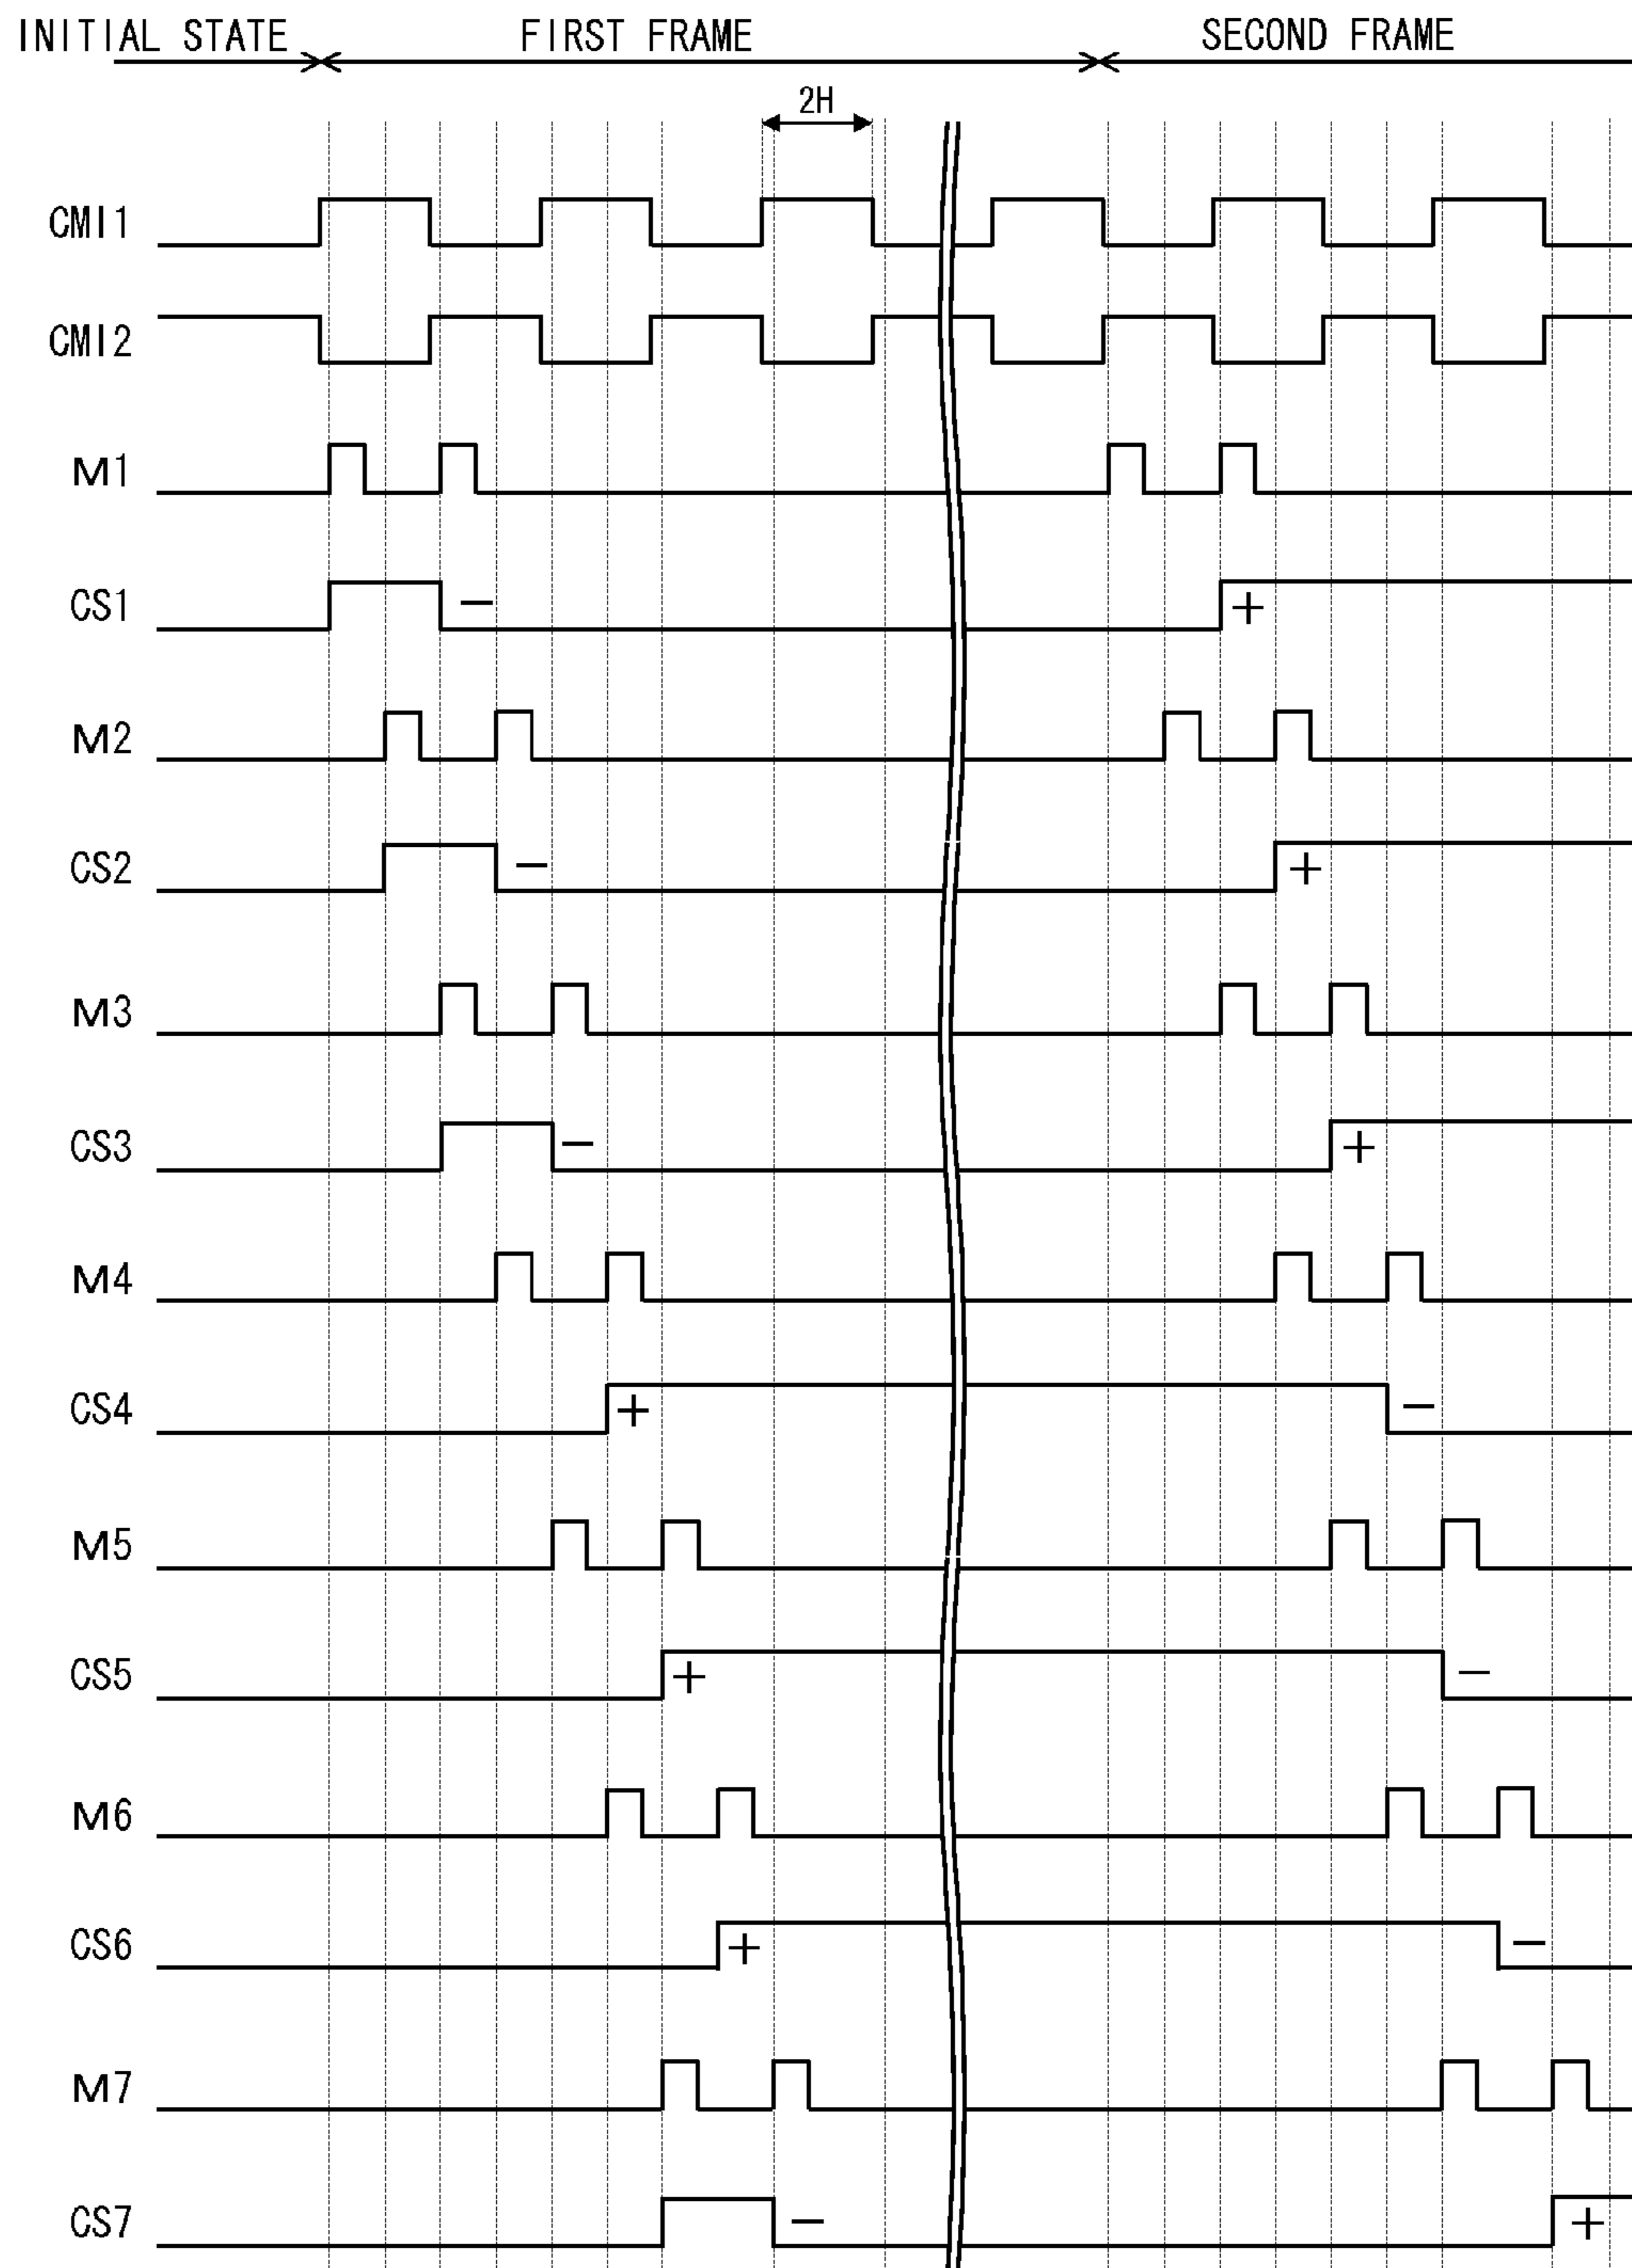 INITIAL STATE FIRST FRAME SECOND FRAME
2H
CMI1
CMI2
M1
CS1 − +
M2
CS2 − +
M3
CS3 − +
M4
CS4 + −
M5
CS5 + −
M6
CS6 + −
M7
CS7 − +